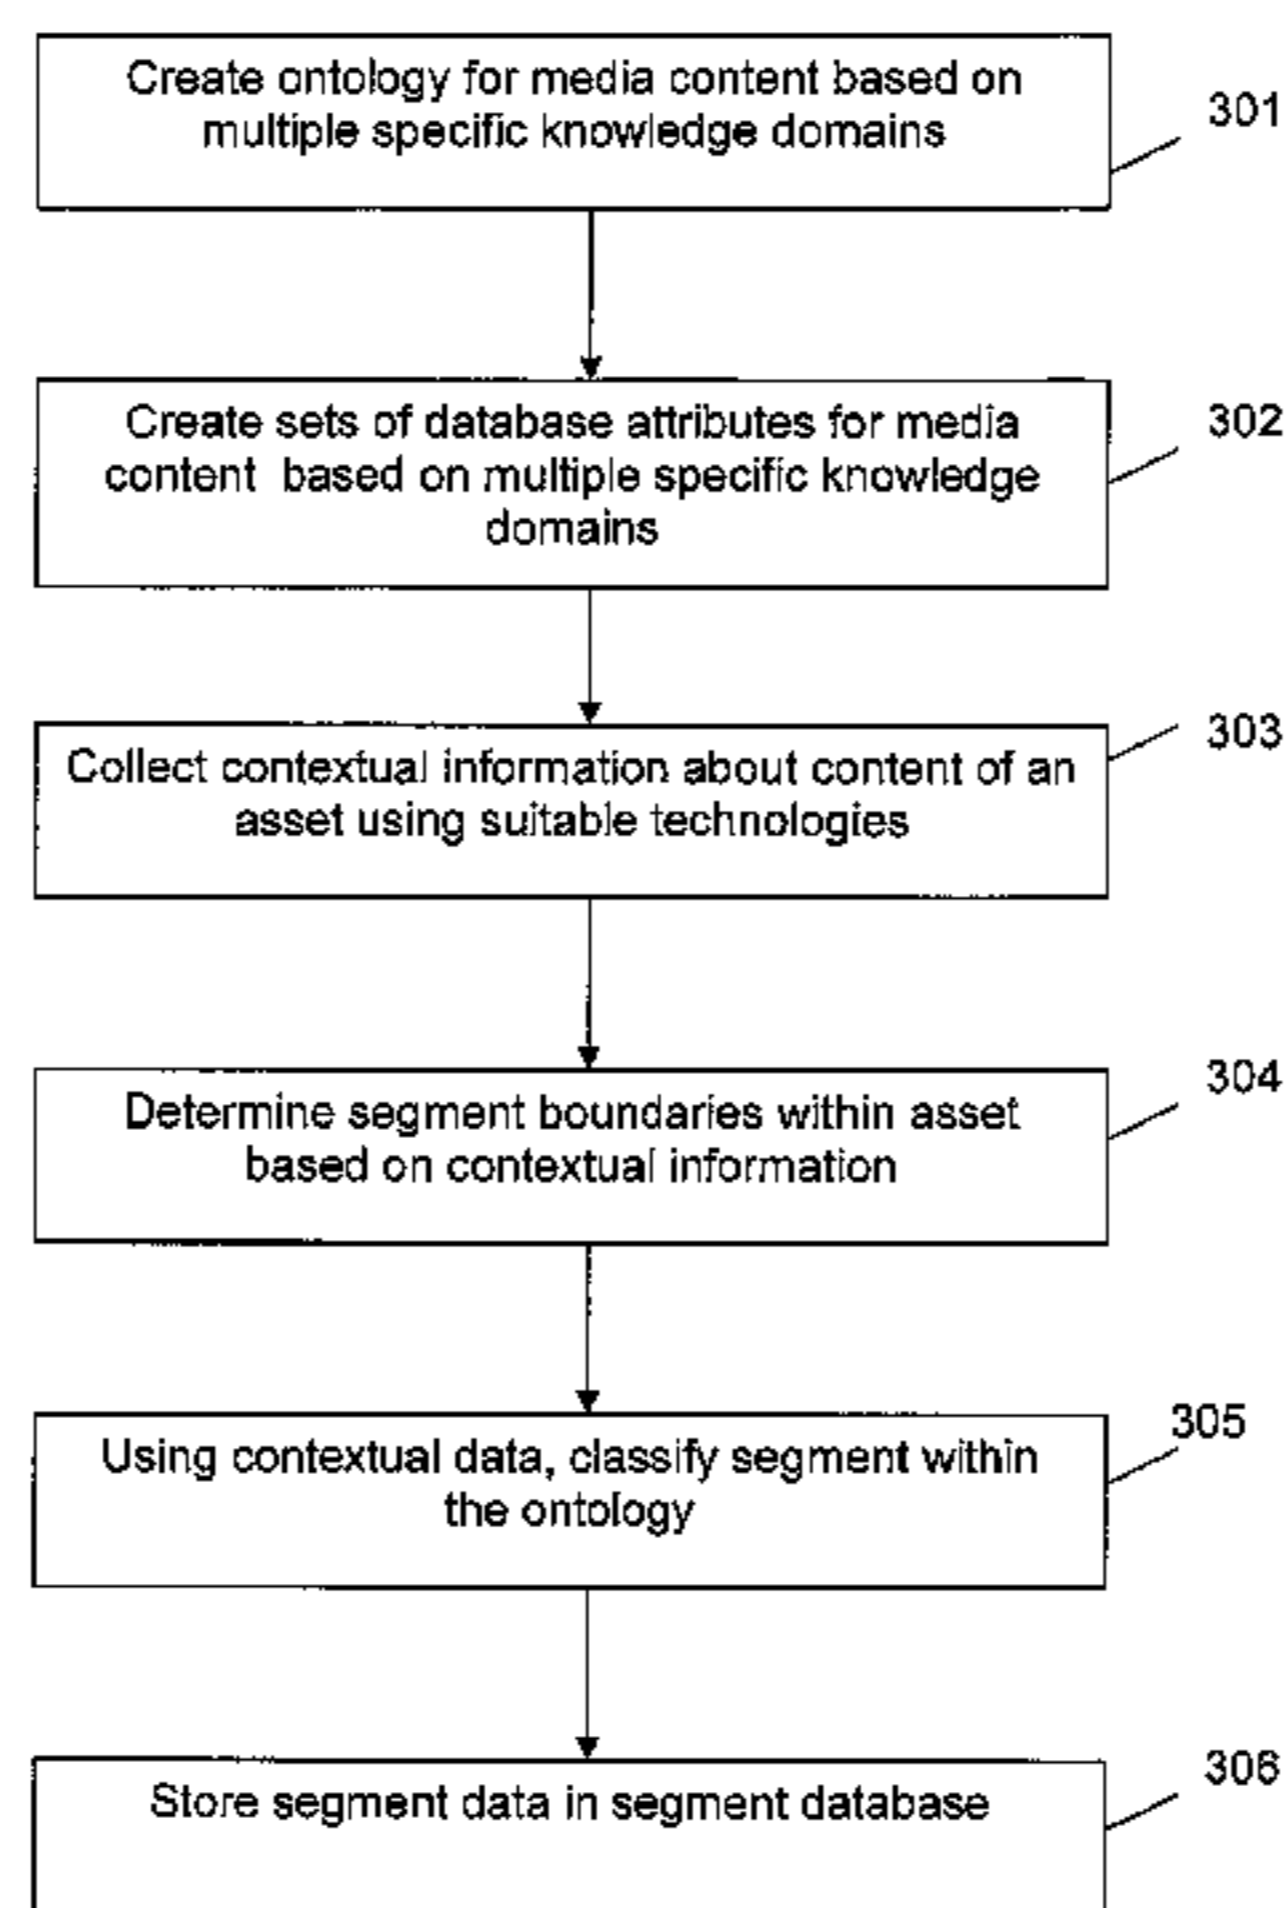 Create ontology for media content based on
multiple specific knowledge domains
301
Create sets of database attributes for media
content based on multiple specific knowledge
domains
302
Collect contextual information about content of an
asset using suitable technologies
303
Determine segment boundaries within asset
based on contextual information
304
Using contextual data, classify segment within
the ontology
305
Store segment data in segment database
306